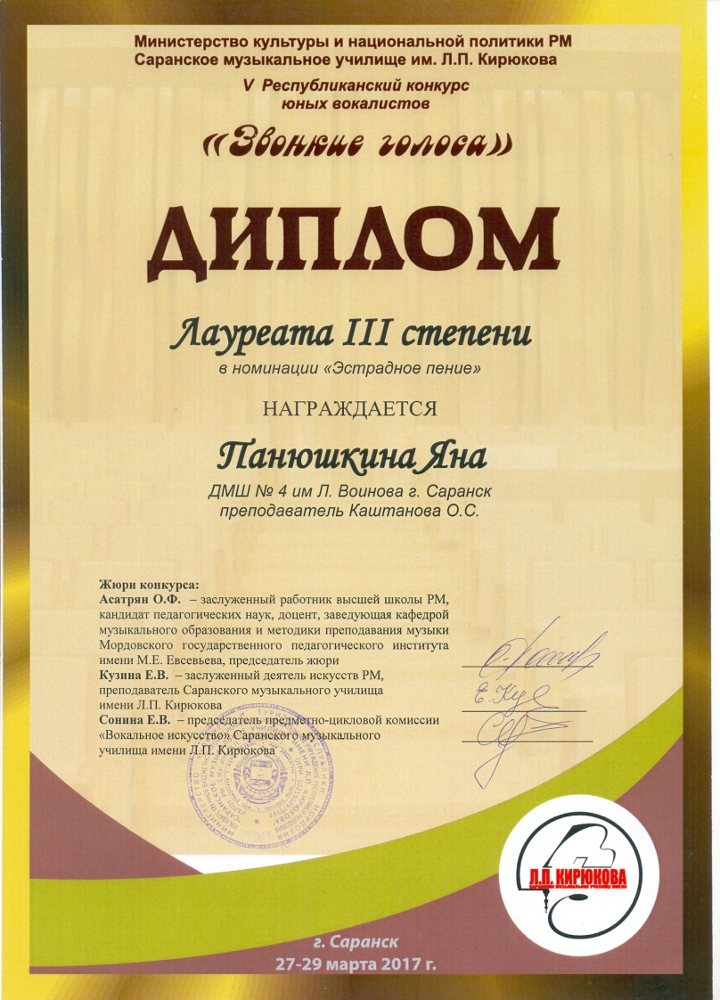 Министерство культуры и национальной политики РМ
Саранское музыкальное училище им. Л.П. Кирюкова
V Республиканский конкурс
юных вокалистов
«Звонкие голоса»
ДИПЛОМ
Лауреата III степени
в номинации «Эстрадное пение»
НАГРАЖДАЕТСЯ
Панюшкина Яна
ДМШ № 4 им Л. Воинова г. Саранск
преподаватель Каштанова О.С.
Жюри конкурса:
Асатрян О.Ф. – заслуженный работник высшей школы РМ,
кандидат педагогических наук, доцент, заведующая кафедрой
музыкального образования и методики преподавания музыки
Мордовского государственного педагогического института
имени М.Е. Евсевьева, председатель жюри
Кузина Е.В. – заслуженный деятель искусств РМ,
преподаватель Саранского музыкального училища
имени Л.П. Кирюкова
Сонина Е.В. – председатель предметно-цикловой комиссии
«Вокальное искусство» Саранского музыкального
училища имени Л.П. Кирюкова
Л.П. КИРЮКОВА
САРАНСКОЕ МУЗЫКАЛЬНОЕ УЧИЛИЩЕ ИМЕНИ
г. Саранск
27-29 марта 2017 г.